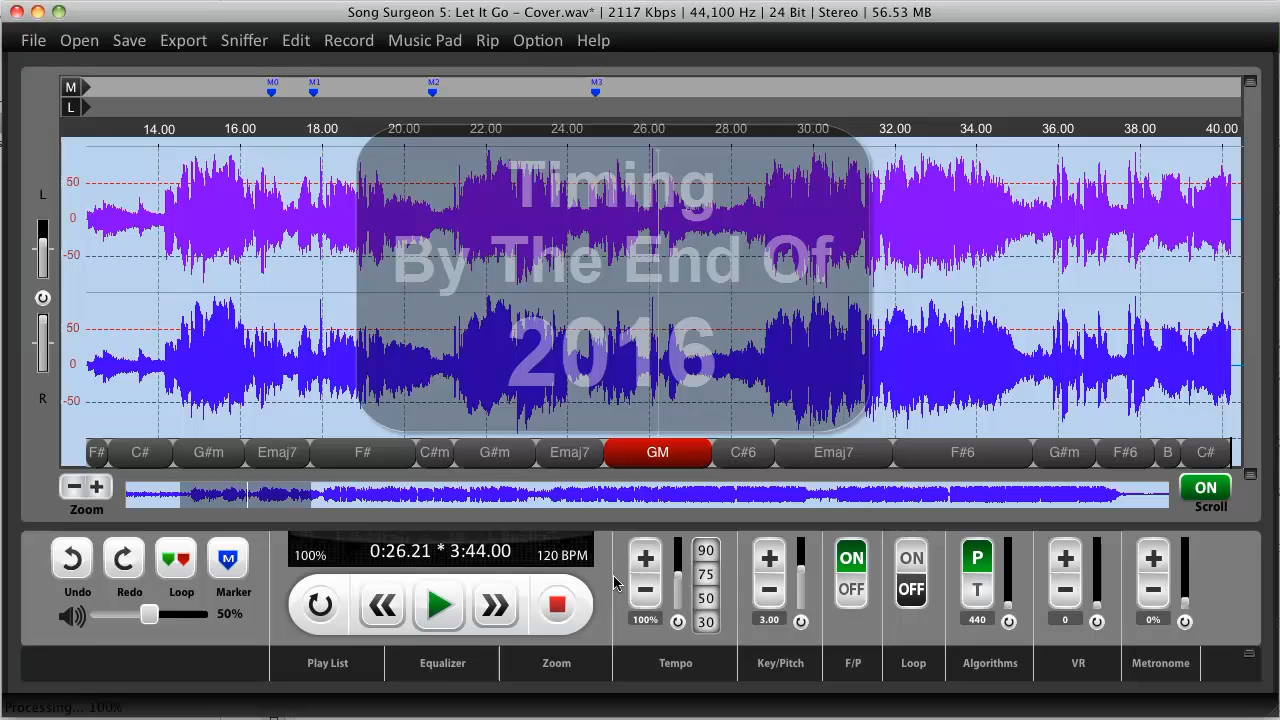 Song Surgeon 5: Let It Go - Cover.wav* | 2117 Kbps | 44,100 Hz | 24 Bit | Stereo | 56.53 MB
File Open Save Export Sniffer Edit Record Music Pad Rip Option Help
M M0 M1 M2 M3
L
14.00 16.00 18.00 20.00 22.00 24.00 26.00 28.00 30.00 32.00 34.00 36.00 38.00 40.00
Timing
By The End Of
2016
L
50
0
-50
50
0
-50
R
F# C# G#m Emaj7 F# C#m G#m Emaj7 GM C#6 Emaj7 F#6 G#m F#6 B C#
Zoom
ON
Scroll
Undo Redo Loop Marker
50%
100% 0:26.21 * 3:44.00 120 BPM
90
75
50
30
100%
3.00
ON
OFF
ON
OFF
P
T
440
0
0%
Play List Equalizer Zoom Tempo Key/Pitch F/P Loop Algorithms VR Metronome
Processing... 100%